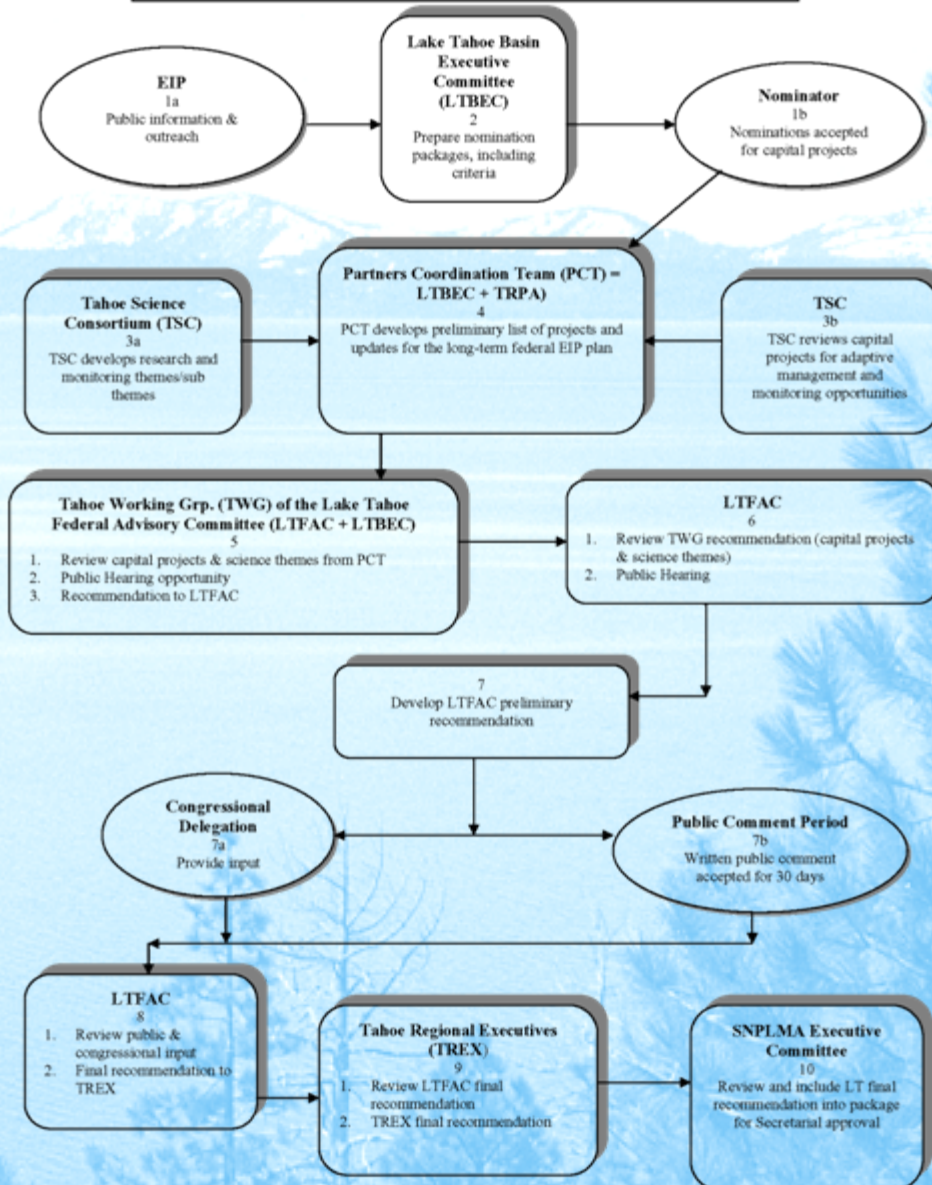 EIP
1a
Public information &
outreach
Lake Tahoe Basin
Executive
Committee
(LTBEC)
2
Prepare nomination
packages, including
criteria
Nominator
1b
Nominations accepted
for capital projects
Tahoe Science
Consortium (TSC)
3a
TSC develops research and
monitoring themes/sub
themes
Partners Coordination Team (PCT) =
LTBEC + TRPA)
4
PCT develops preliminary list of projects and
updates for the long-term federal EIP plan
TSC
3b
TSC reviews capital
projects for adaptive
management and
monitoring opportunities
Tahoe Working Grp. (TWG) of the Lake Tahoe
Federal Advisory Committee (LTFAC + LTBEC)
5
1. Review capital projects & science themes from PCT
2. Public Hearing opportunity
3. Recommendation to LTFAC
LTFAC
6
1. Review TWG recommendation (capital projects
& science themes)
2. Public Hearing
7
Develop LTFAC preliminary
recommendation
Congressional
Delegation
7a
Provide input
Public Comment Period
7b
Written public comment
accepted for 30 days
LTFAC
8
1. Review public &
congressional input
2. Final recommendation to
TREX
Tahoe Regional Executives
(TREX)
9
1. Review LTFAC final
recommendation
2. TREX final recommendation
SNPLMA Executive
Committee
10
Review and include LT final
recommendation into package
for Secretarial approval